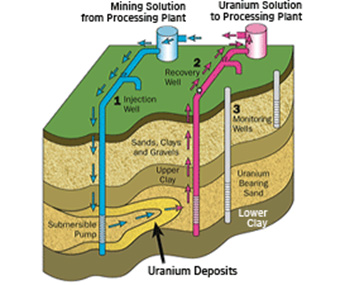 Mining Solution
from Processing Plant
Uranium Solution
to Processing Plant
1 Injection
Well
2
Recovery
Well
3
Monitoring
Wells
Sands, Clays
and Gravels
Upper
Clay
Uranium
Bearing
Sand
Submersible
Pump
Lower
Clay
Uranium Deposits